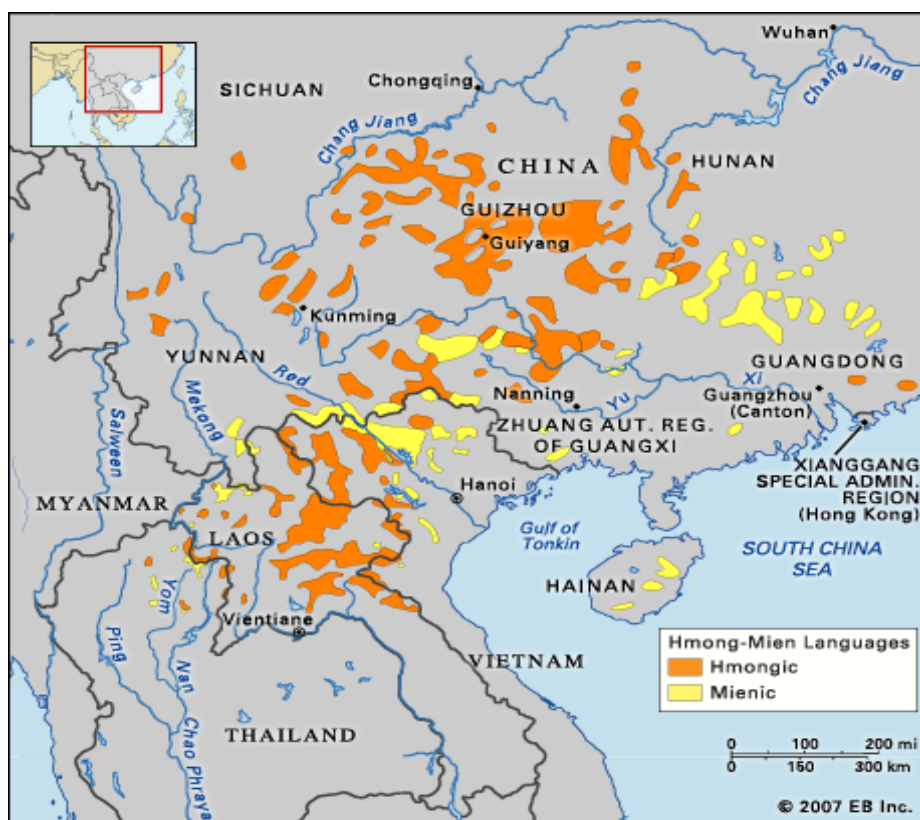 Wuhan
Chang Jiang
Chongqing
SICHUAN
Chang Jiang
CHINA
HUNAN
GUIZHOU
Guiyang
Kunming
YUNNAN
Red
GUANGDONG
Mekong
Nanning
Xi
Guangzhou
(Canton)
Yu
Salween
ZHUANG AUT. REG.
OF GUANGXI
XIANGGANG
SPECIAL ADMIN.
REGION
(Hong Kong)
Hanoi
MYANMAR
LAOS
Gulf of
Tonkin
SOUTH CHINA
SEA
HAINAN
Yom
Vientiane
Ping
Nan
VIETNAM
Chao Phraya
THAILAND
Hmong-Mien Languages
Hmongic
Mienic
0 100 200 mi
0 150 300 km
© 2007 EB Inc.